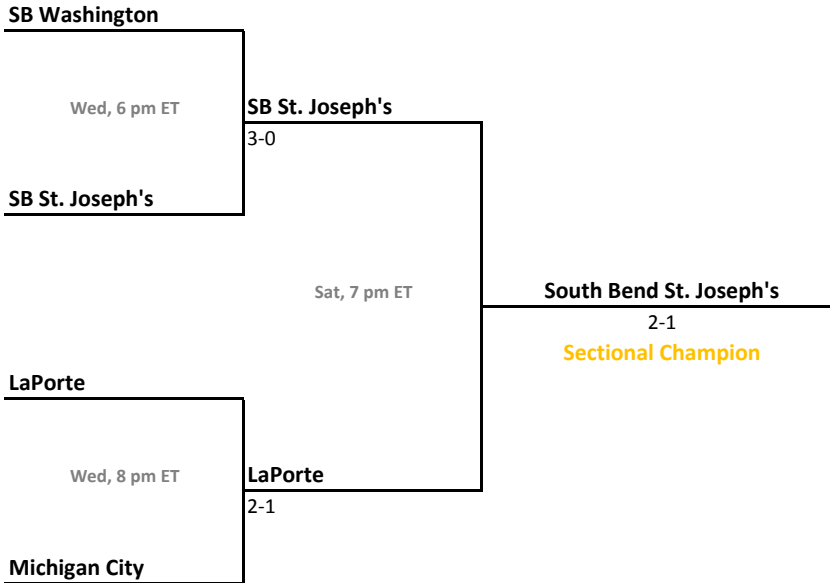 SB Washington
Wed, 6 pm ET
SB St. Joseph's
3-0
SB St. Joseph's
Sat, 7 pm ET
South Bend St. Joseph's
2-1
Sectional Champion
LaPorte
Wed, 8 pm ET
LaPorte
2-1
Michigan City